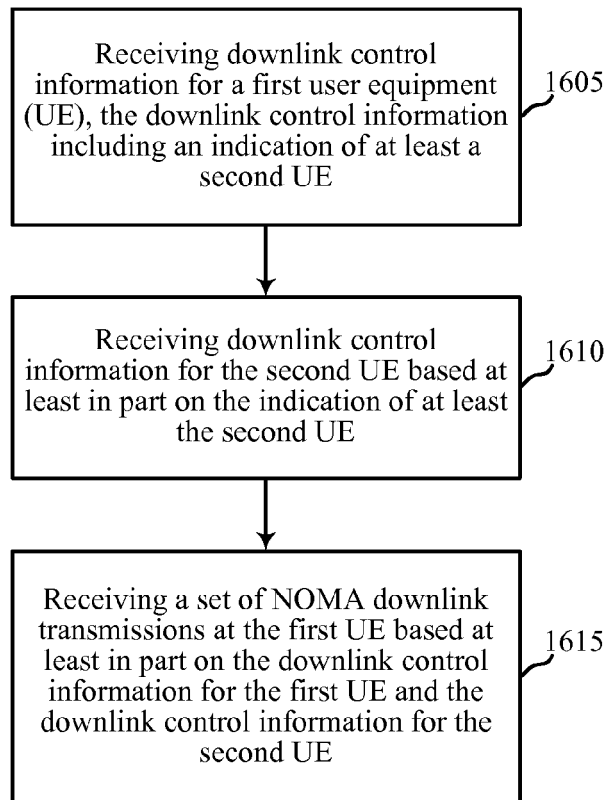 Receiving downlink control
information for a first user equipment
(UE), the downlink control information
including an indication of at least a
second UE
1605
Receiving downlink control
information for the second UE based at
least in part on the indication of at least
the second UE
1610
Receiving a set of NOMA downlink
transmissions at the first UE based at
least in part on the downlink control
information for the first UE and the
downlink control information for the
second UE
1615